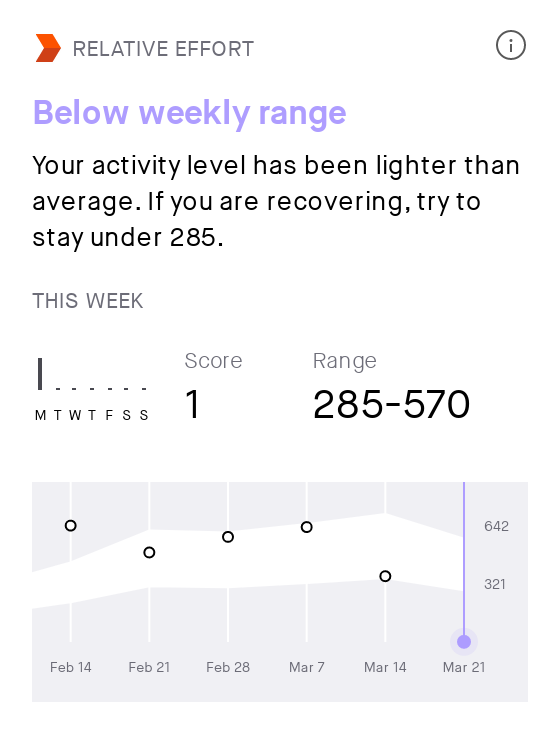 RELATIVE EFFORT
Below weekly range
Your activity level has been lighter than
average. If you are recovering, try to
stay under 285.
THIS WEEK
Score
Range
1
285-570
M T W T F S S
642
321
Feb 14 Feb 21 Feb 28 Mar 7 Mar 14 Mar 21